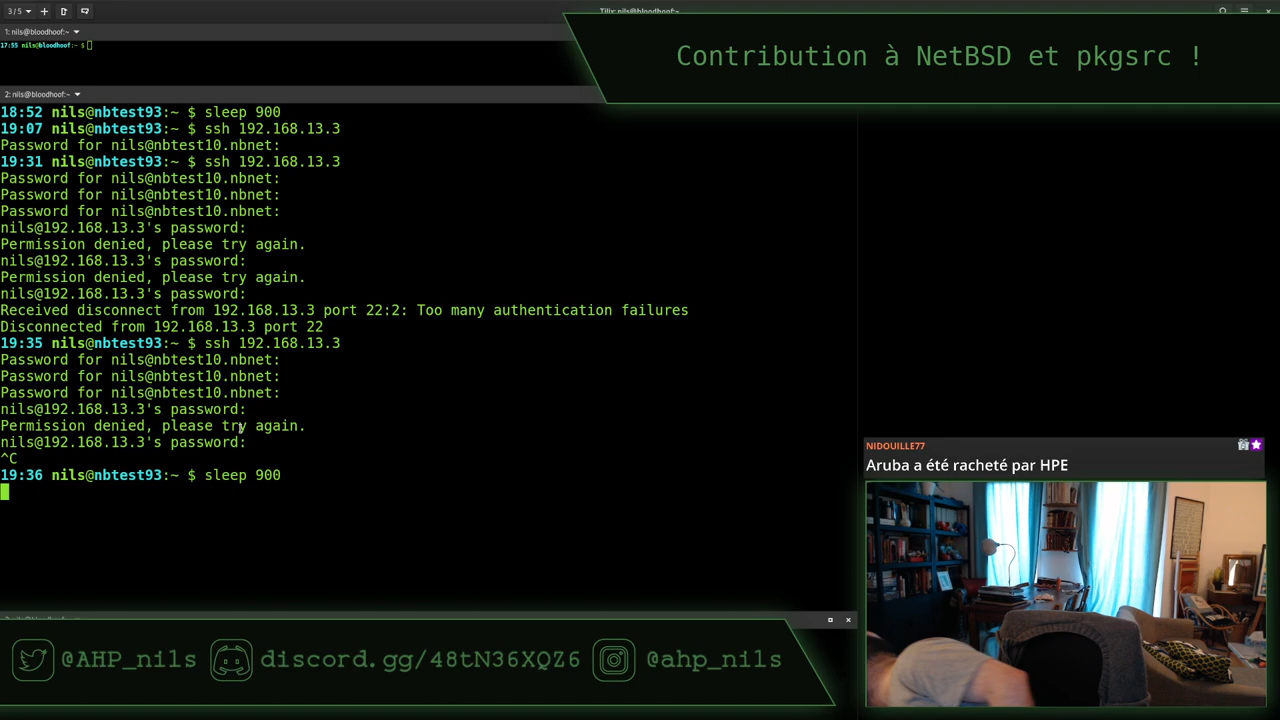 3 / 5
Tilix: nils@bloodhoof:~
1: nils@bloodhoof:~
17:55 nils@bloodhoof:~ $
Contribution à NetBSD et pkgsrc !
2: nils@bloodhoof:~
18:52 nils@nbtest93:~ $ sleep 900
19:07 nils@nbtest93:~ $ ssh 192.168.13.3
Password for nils@nbtest10.nbnet:
19:31 nils@nbtest93:~ $ ssh 192.168.13.3
Password for nils@nbtest10.nbnet:
Password for nils@nbtest10.nbnet:
Password for nils@nbtest10.nbnet:
nils@192.168.13.3's password:
Permission denied, please try again.
nils@192.168.13.3's password:
Permission denied, please try again.
nils@192.168.13.3's password:
Received disconnect from 192.168.13.3 port 22:2: Too many authentication failures
Disconnected from 192.168.13.3 port 22
19:35 nils@nbtest93:~ $ ssh 192.168.13.3
Password for nils@nbtest10.nbnet:
Password for nils@nbtest10.nbnet:
Password for nils@nbtest10.nbnet:
nils@192.168.13.3's password:
Permission denied, please try again.
nils@192.168.13.3's password:
^C
19:36 nils@nbtest93:~ $ sleep 900
NIDOUILLE77
Aruba a été racheté par HPE
@AHP_nils
discord.gg/48tN36XQZ6
@ahp_nils